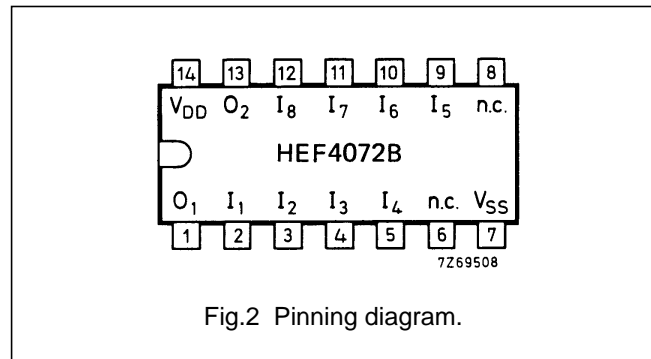 14 13 12 11 10 9 8
VDD O2 I8 I7 I6 I5 n.c.
HEF4072B
O1 I1 I2 I3 I4 n.c. VSS
1 2 3 4 5 6 7
7Z69508
Fig.2 Pinning diagram.